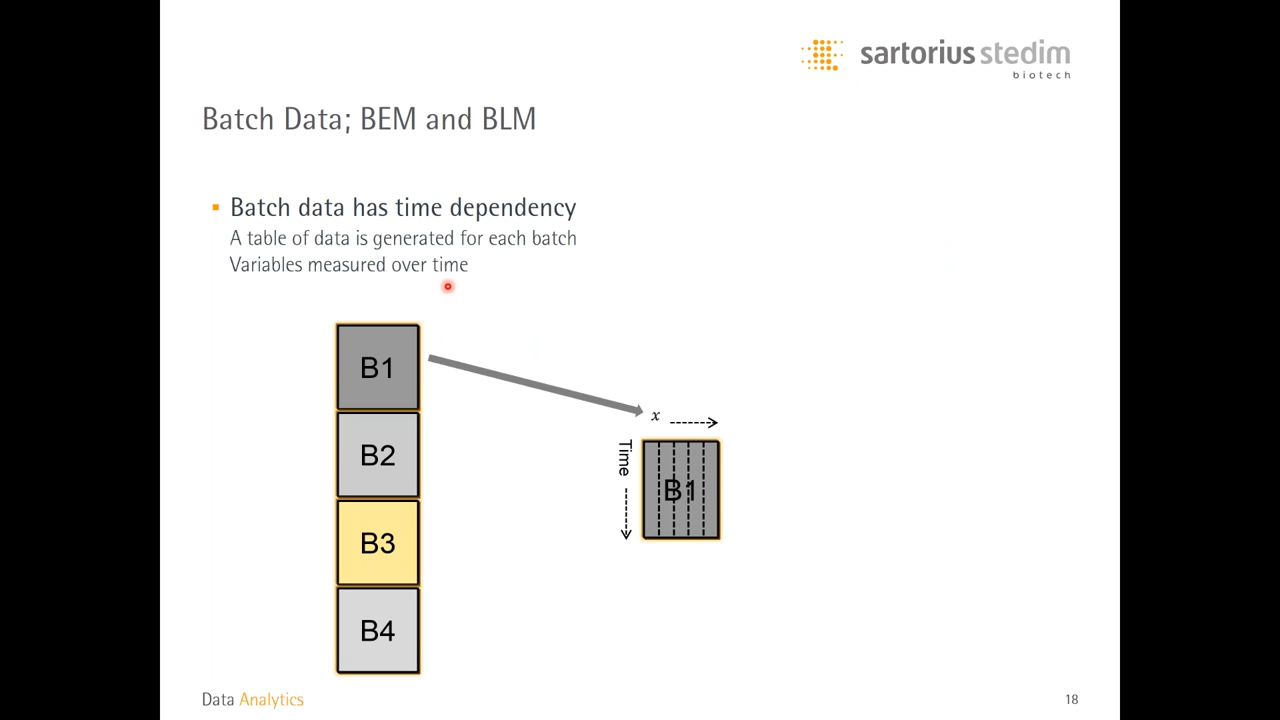 sartorius stedim
biotech
Batch Data; BEM and BLM
Batch data has time dependency
A table of data is generated for each batch
Variables measured over time
B1
B2
B3
B4
x
Time
B1
Data Analytics
18